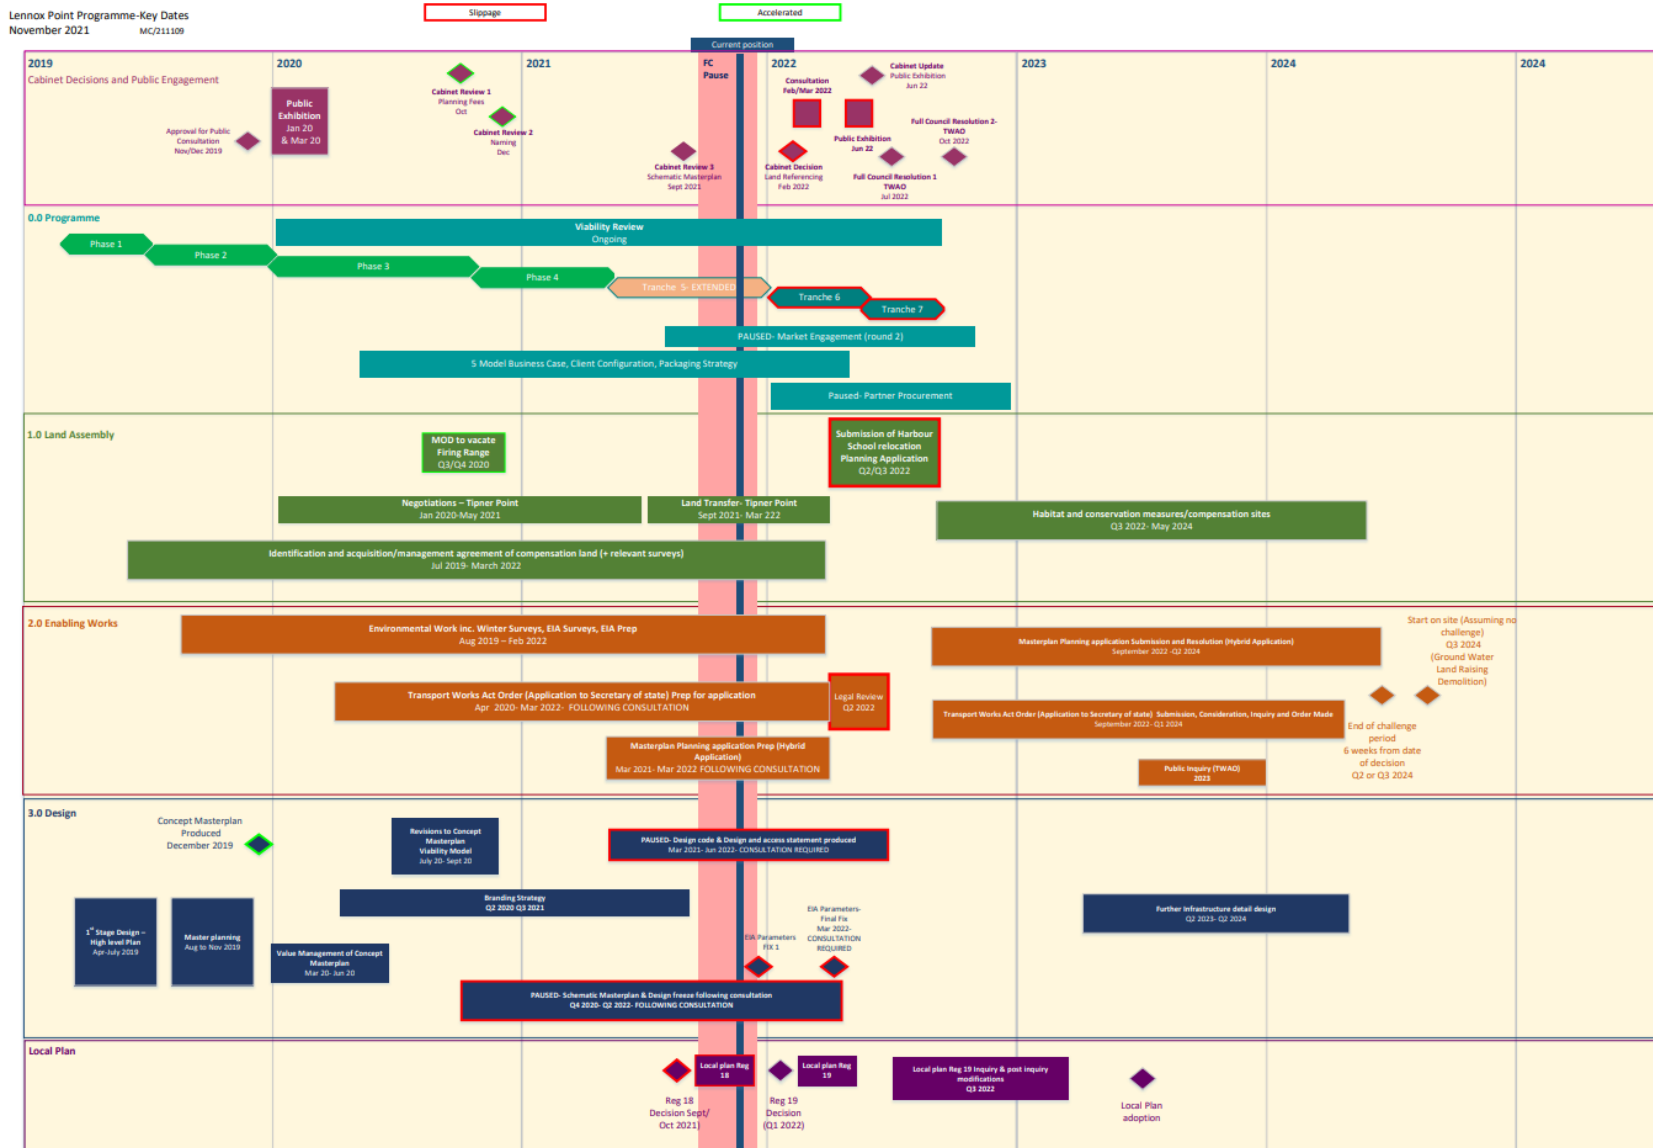 Lennox Point Programme-Key Dates
November 2021 MC/211109
Slippage
Accelerated
Current position
2019
2020
2021
FC
Pause
2022
2023
2024
2024
Cabinet Decisions and Public Engagement
Approval for Public
Consultation
Nov/Dec 2019
Public
Exhibition
Jan 20
& Mar 20
Cabinet Review 1
Planning Fees
Oct
Cabinet Review 2
Naming
Dec
Cabinet Review 3
Schematic Masterplan
Sept 2021
Consultation
Feb/Mar 2022
Cabinet Decision
Land Referencing
Feb 2022
Cabinet Update
Public Exhibition
Jun 22
Public Exhibition
Jun 22
Full Council Resolution 1
TWAO
Jul 2022
Full Council Resolution 2-
TWAO
Oct 2022
0.0 Programme
Viability Review
Ongoing
Phase 1
Phase 2
Phase 3
Phase 4
Tranche 5- EXTENDED
Tranche 6
Tranche 7
PAUSED- Market Engagement (round 2)
5 Model Business Case, Client Configuration, Packaging Strategy
Paused- Partner Procurement
1.0 Land Assembly
MOD to vacate
Firing Range
Q3/Q4 2020
Submission of Harbour
School relocation
Planning Application
Q2/Q3 2022
Negotiations – Tipner Point
Jan 2020-May 2021
Land Transfer- Tipner Point
Sept 2021- Mar 222
Habitat and conservation measures/compensation sites
Q3 2022- May 2024
Identification and acquisition/management agreement of compensation land (+ relevant surveys)
Jul 2019- March 2022
2.0 Enabling Works
Environmental Work inc. Winter Surveys, EIA Surveys, EIA Prep
Aug 2019 – Feb 2022
Masterplan Planning application Submission and Resolution (Hybrid Application)
September 2022 -Q2 2024
Start on site (Assuming no
challenge)
Q3 2024
(Ground Water
Land Raising
Demolition)
Transport Works Act Order (Application to Secretary of state) Prep for application
Apr 2020- Mar 2022- FOLLOWING CONSULTATION
Legal Review
Q2 2022
Transport Works Act Order (Application to Secretary of state) Submission, Consideration, Inquiry and Order Made
September 2022- Q1 2024
End of challenge
period
6 weeks from date
of decision
Q2 or Q3 2024
Masterplan Planning application Prep (Hybrid
Application)
Mar 2021- Mar 2022 FOLLOWING CONSULTATION
Public Inquiry (TWAO)
2023
3.0 Design
Concept Masterplan
Produced
December 2019
Revisions to Concept
Masterplan
Viability Model
July 20- Sept 20
PAUSED- Design code & Design and access statement produced
Mar 2021- Jun 2022- CONSULTATION REQUIRED
Branding Strategy
Q2 2020 Q3 2021
1st Stage Design –
High level Plan
Apr-July 2019
Master planning
Aug to Nov 2019
Value Management of Concept
Masterplan
Mar 20- Jun 20
EIA Parameters
FIX 1
EIA Parameters-
Final Fix
Mar 2022-
CONSULTATION
REQUIRED
Further Infrastructure detail design
Q2 2023- Q2 2024
PAUSED- Schematic Masterplan & Design freeze following consultation
Q4 2020- Q2 2022- FOLLOWING CONSULTATION
Local Plan
Local plan Reg
18
Reg 18
Decision Sept/
Oct 2021)
Local plan Reg
19
Reg 19
Decision
(Q1 2022)
Local plan Reg 19 Inquiry & post inquiry
modifications
Q3 2022
Local Plan
adoption